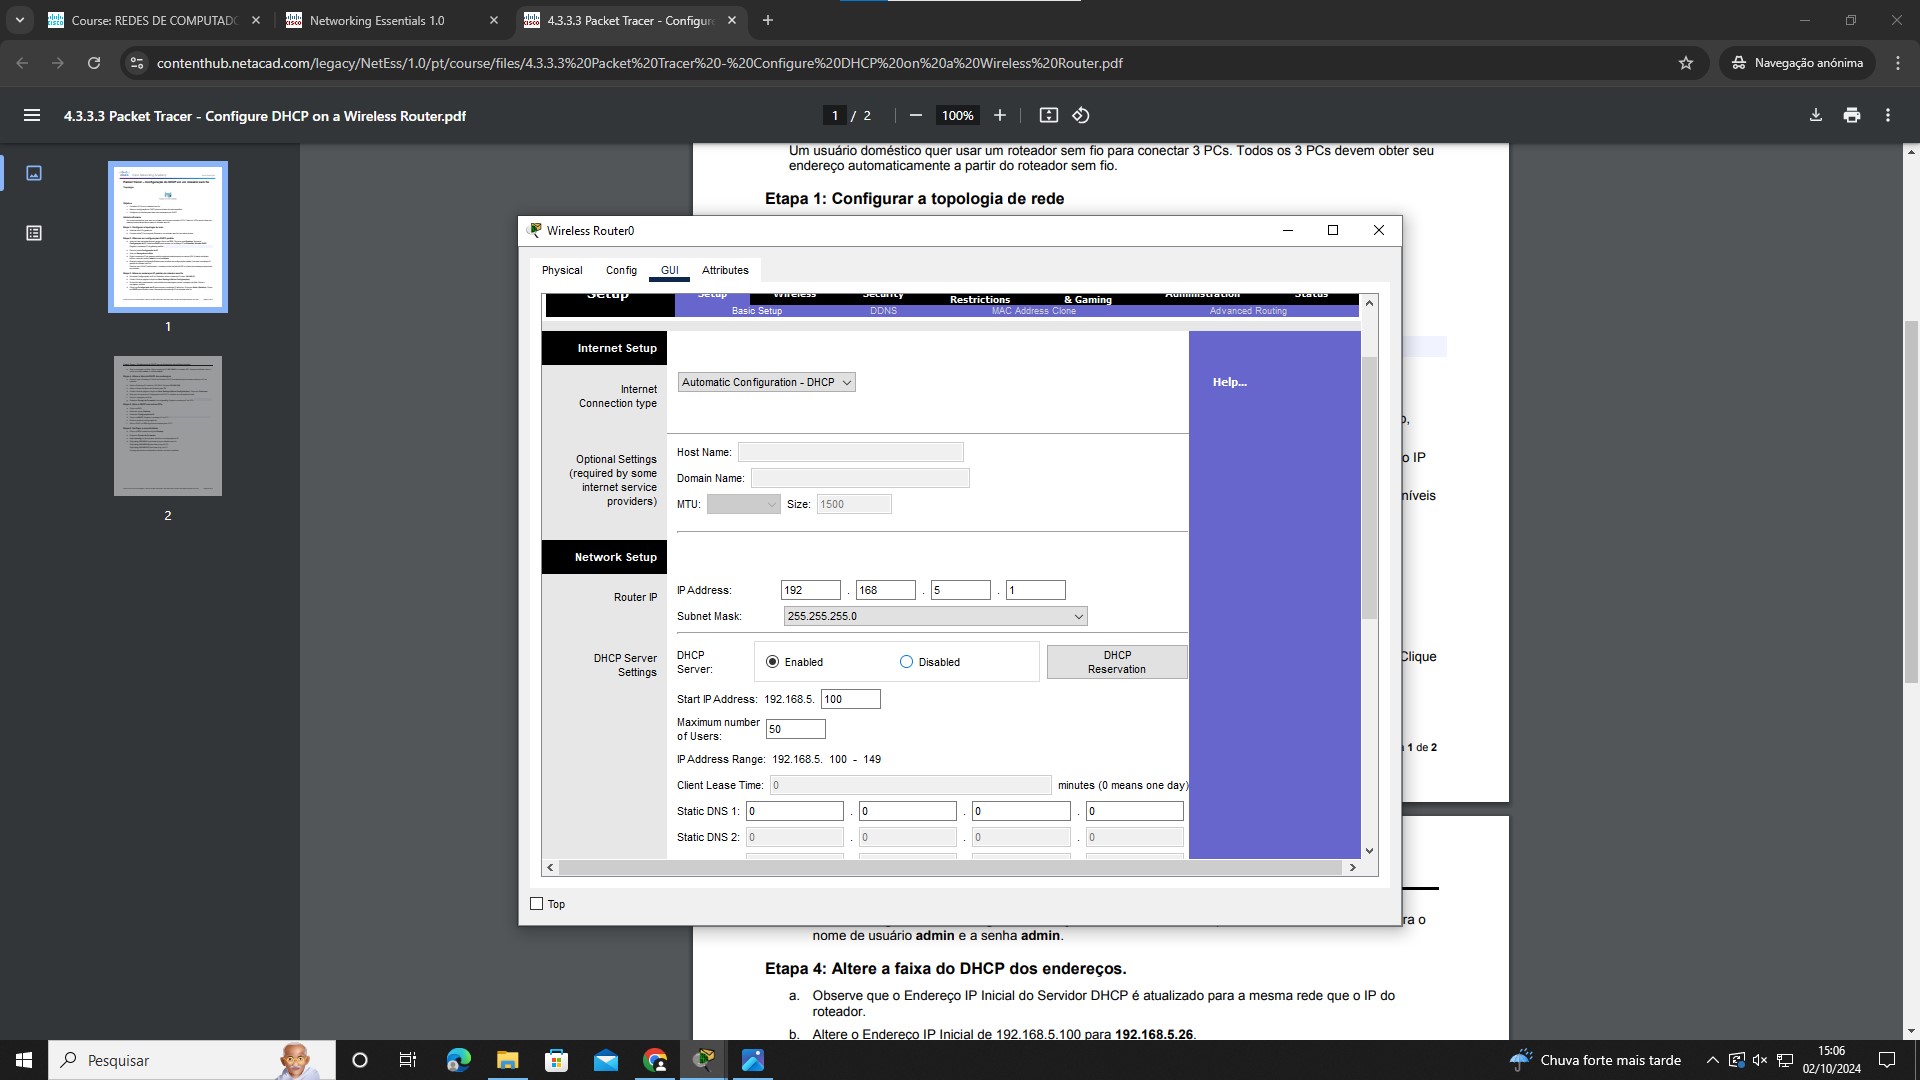 Course: REDES DE COMPUTADO
Networking Essentials 1.0
4.3.3.3 Packet Tracer - Configure
contenthub.netacad.com/legacy/NetEss/1.0/pt/course/files/4.3.3.3%20Packet%20Tracer%20-%20Configure%20DHCP%20on%20a%20Wireless%20Router.pdf
Navegação anónima
4.3.3.3 Packet Tracer - Configure DHCP on a Wireless Router.pdf
1 / 2
100%
1
2
Um usuário doméstico quer usar um roteador sem fio para conectar 3 PCs. Todos os 3 PCs devem obter seu
endereço automaticamente a partir do roteador sem fio.
Etapa 1: Configurar a topologia de rede
Wireless Router0
Physical Config GUI Attributes
Setup
Setup Wireless Security Restrictions & Gaming Administration Status
Basic Setup DDNS MAC Address Clone Advanced Routing
Internet Setup
Internet
Connection type
Automatic Configuration - DHCP
Help...
Optional Settings
(required by some
internet service
providers)
Host Name:
Domain Name:
MTU: Size: 1500
Network Setup
Router IP
IP Address: 192 . 168 . 5 . 1
Subnet Mask: 255.255.255.0
DHCP Server
Settings
DHCP
Server:
Enabled Disabled
DHCP
Reservation
Start IP Address: 192.168.5. 100
Maximum number
of Users: 50
IP Address Range: 192.168.5. 100 - 149
Client Lease Time: 0 minutes (0 means one day)
Static DNS 1: 0 . 0 . 0 . 0
Static DNS 2: 0 . 0 . 0 . 0
Top
o,
o IP
níveis
Clique
1 de 2
ra o
nome de usuário admin e a senha admin.
Etapa 4: Altere a faixa do DHCP dos endereços.
a. Observe que o Endereço IP Inicial do Servidor DHCP é atualizado para a mesma rede que o IP do
roteador.
b. Altere o Endereço IP Inicial de 192.168.5.100 para 192.168.5.26.
Pesquisar
Chuva forte mais tarde
15:06
02/10/2024